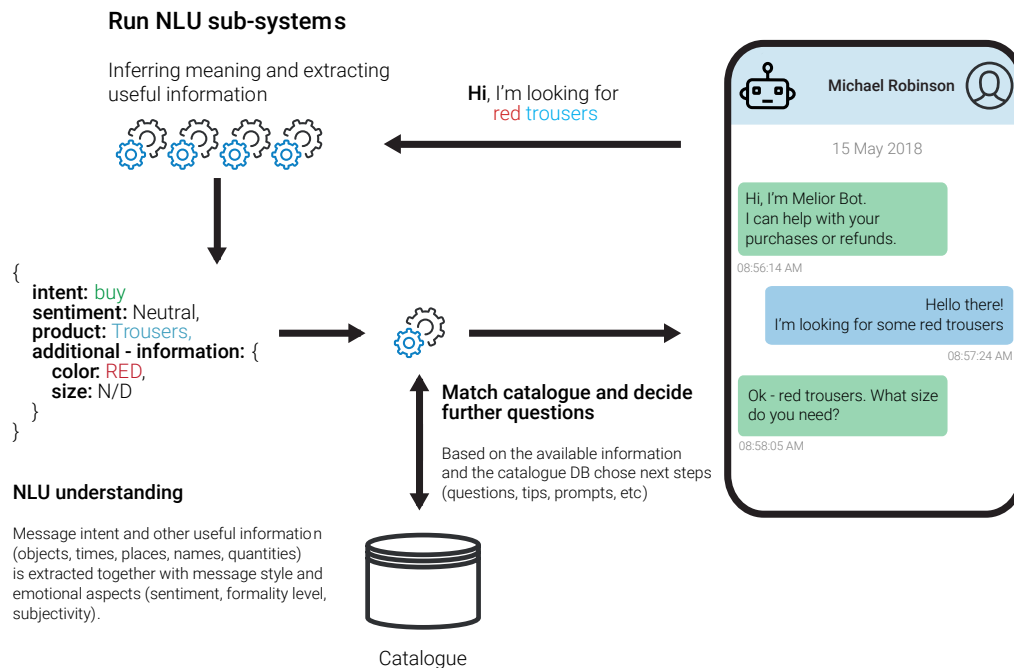 Run NLU sub-systems
Inferring meaning and extracting
useful information
Hi, I'm looking for
red trousers
Michael Robinson
15 May 2018
Hi, I'm Melior Bot.
I can help with your
purchases or refunds.
08:56:14 AM
Hello there!
I'm looking for some red trousers
08:57:24 AM
Ok - red trousers. What size
do you need?
08:58:05 AM
{
intent: buy
sentiment: Neutral,
product: Trousers,
additional - information: {
color: RED,
size: N/D
}
}
Match catalogue and decide
further questions
Based on the available information
and the catalogue DB chose next steps
(questions, tips, prompts, etc)
NLU understanding
Message intent and other useful information
(objects, times, places, names, quantities)
is extracted together with message style and
emotional aspects (sentiment, formality level,
subjectivity).
Catalogue